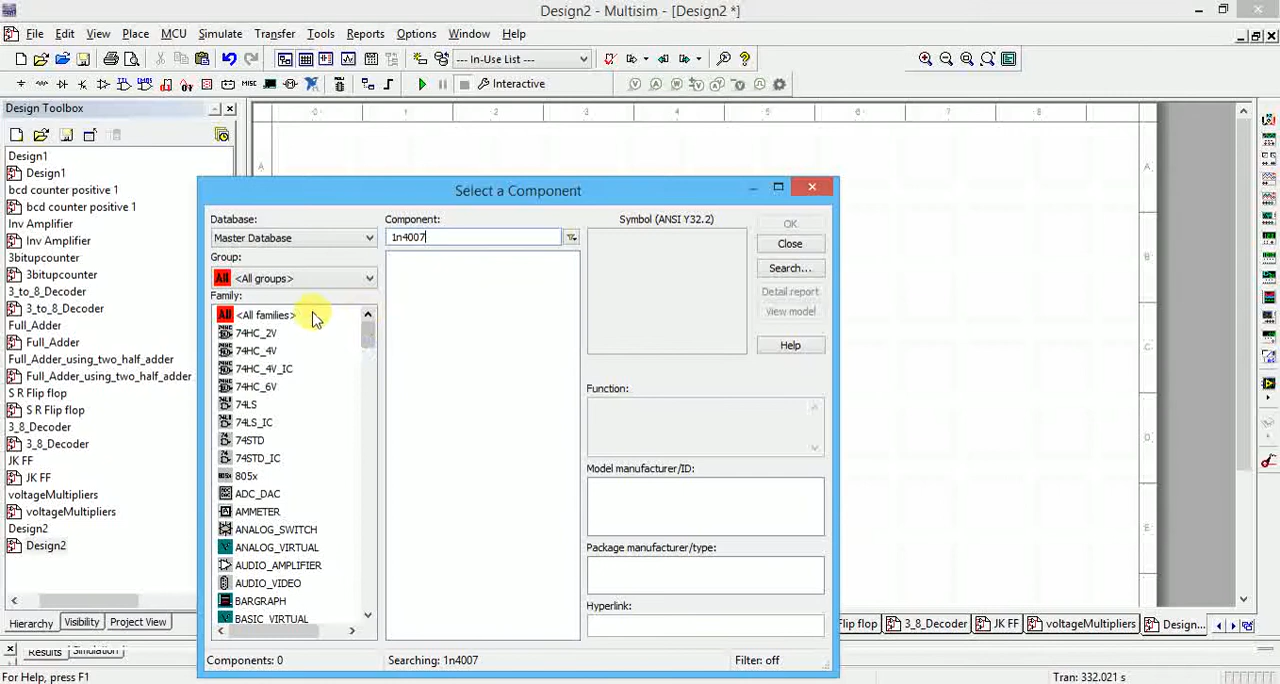 Design2 - Multisim - [Design2 *]
File Edit View Place MCU Simulate Transfer Tools Reports Options Window Help
--- In-Use List ---
MISC
Interactive
Design Toolbox
Design1
Design1
bcd counter positive 1
bcd counter positive 1
Inv Amplifier
Inv Amplifier
3bitupcounter
3bitupcounter
3_to_8_Decoder
3_to_8_Decoder
Full_Adder
Full_Adder
Full_Adder_using_two_half_adder
Full_Adder_using_two_half_adder
S R Flip flop
S R Flip flop
3_8_Decoder
3_8_Decoder
JK FF
JK FF
voltageMultipliers
voltageMultipliers
Design2
Design2
Hierarchy Visibility Project View
Select a Component
Database:
Master Database
Group:
All <All groups>
Family:
All <All families>
74HC_2V
74HC_4V
74HC_4V_IC
74HC_6V
74LS
74LS_IC
74STD
74STD_IC
805x
ADC_DAC
AMMETER
ANALOG_SWITCH
ANALOG_VIRTUAL
AUDIO_AMPLIFIER
AUDIO_VIDEO
BARGRAPH
BASIC_VIRTUAL
Component:
1n4007
Symbol (ANSI Y32.2)
OK
Close
Search...
Detail report
View model
Help
Function:
Model manufacturer/ID:
Package manufacturer/type:
Hyperlink:
Components: 0 Searching: 1n4007 Filter: off
Flip flop 3_8_Decoder JK FF voltageMultipliers Design...
Results Simulation
For Help, press F1
Tran: 332.021 s